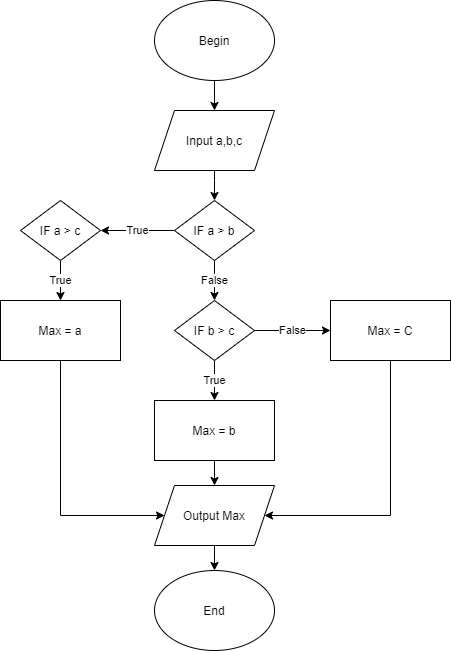 Begin
Input a,b,c
IF a > c
True
IF a > b
True
False
Max = a
IF b > c
False
Max = C
True
Max = b
Output Max
End